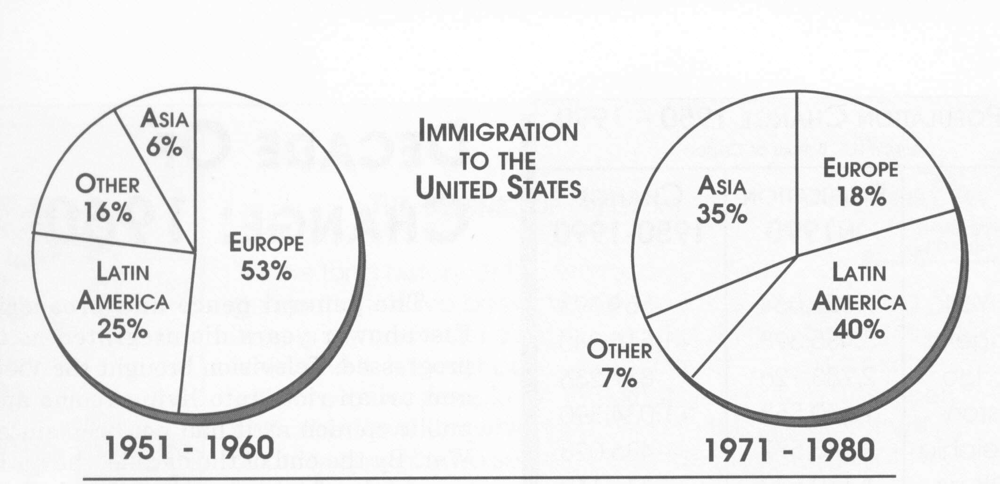 IMMIGRATION
TO THE
UNITED STATES
ASIA
6%
OTHER
16%
LATIN
AMERICA
25%
EUROPE
53%
1951 - 1960
ASIA
35%
EUROPE
18%
LATIN
AMERICA
40%
OTHER
7%
1971 - 1980